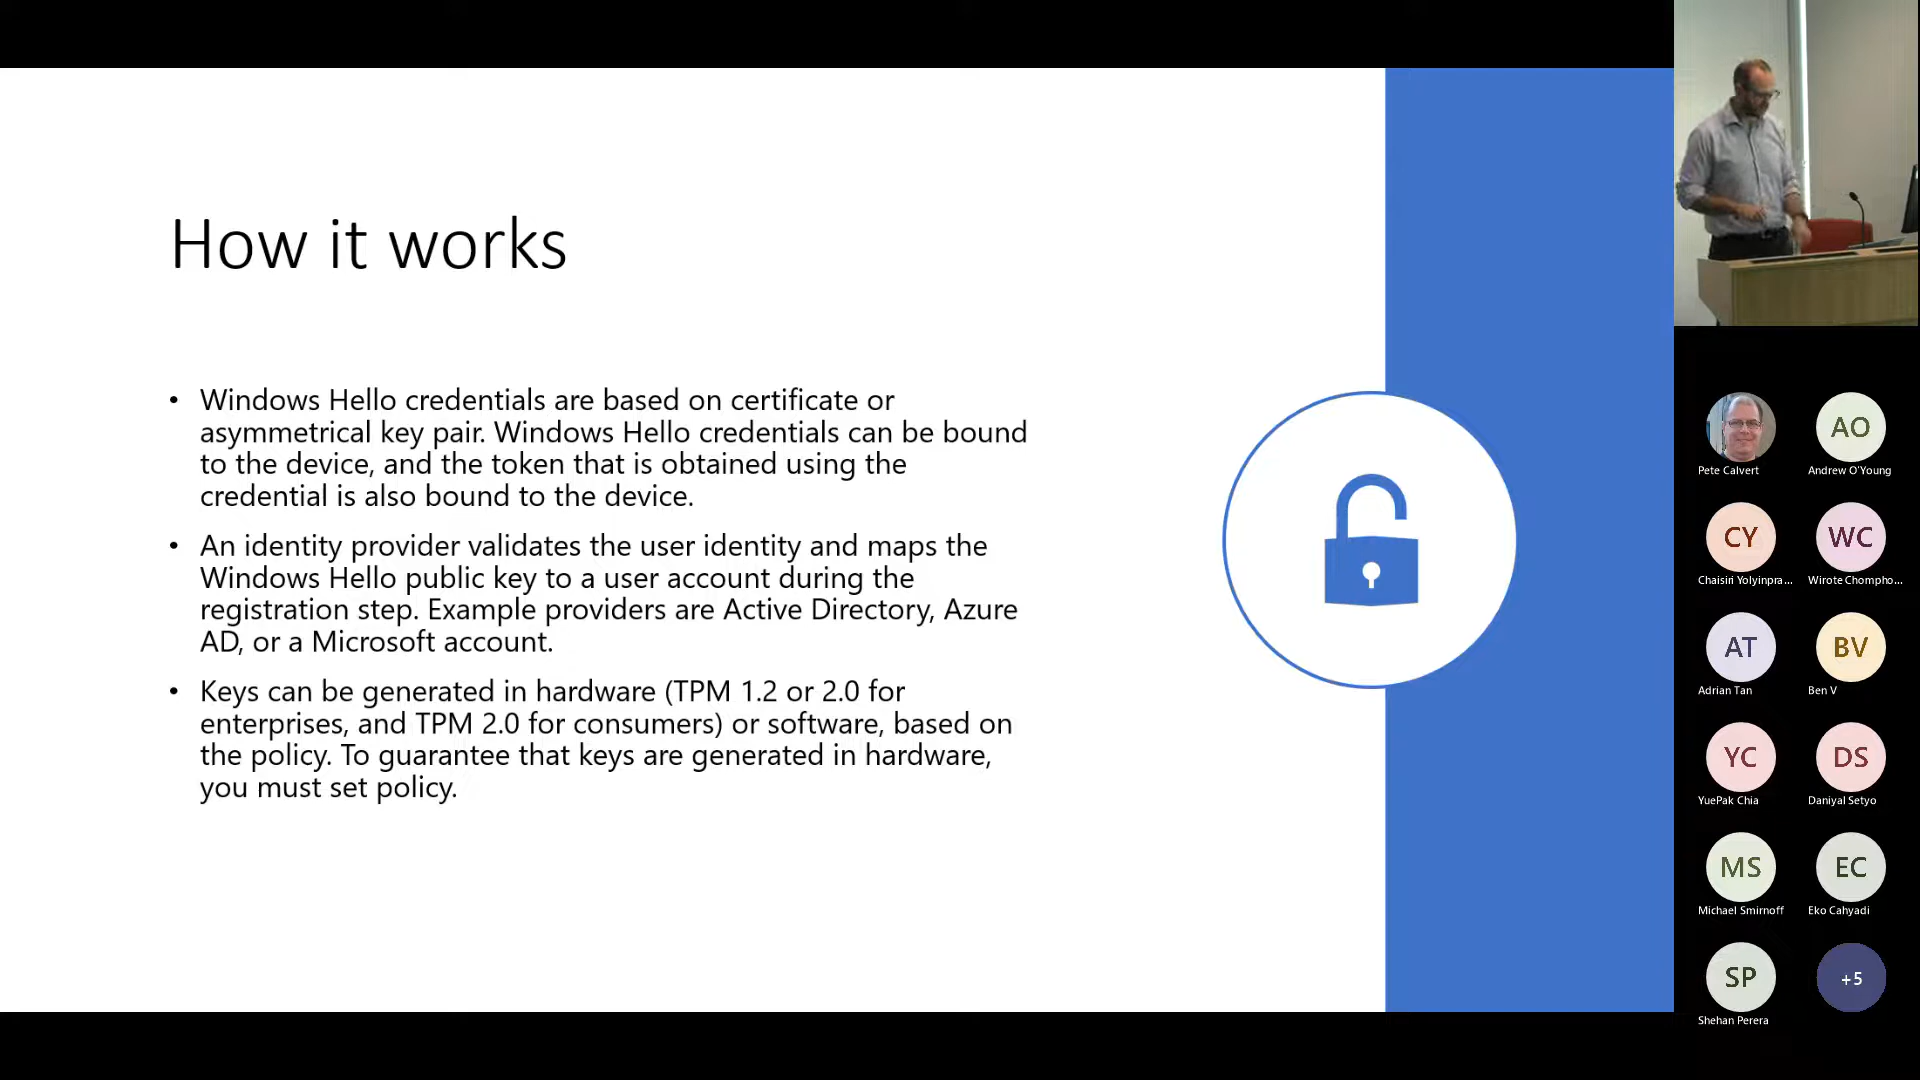 How it works
• Windows Hello credentials are based on certificate or
asymmetrical key pair. Windows Hello credentials can be bound
to the device, and the token that is obtained using the
credential is also bound to the device.
• An identity provider validates the user identity and maps the
Windows Hello public key to a user account during the
registration step. Example providers are Active Directory, Azure
AD, or a Microsoft account.
• Keys can be generated in hardware (TPM 1.2 or 2.0 for
enterprises, and TPM 2.0 for consumers) or software, based on
the policy. To guarantee that keys are generated in hardware,
you must set policy.
AO
Pete Calvert
Andrew O'Young
CY
WC
Chaisiri Yolyinpra...
Wirote Chompho...
AT
BV
Adrian Tan
Ben V
YC
DS
YuePak Chia
Daniyal Setyo
MS
EC
Michael Smirnoff
Eko Cahyadi
SP
+5
Shehan Perera